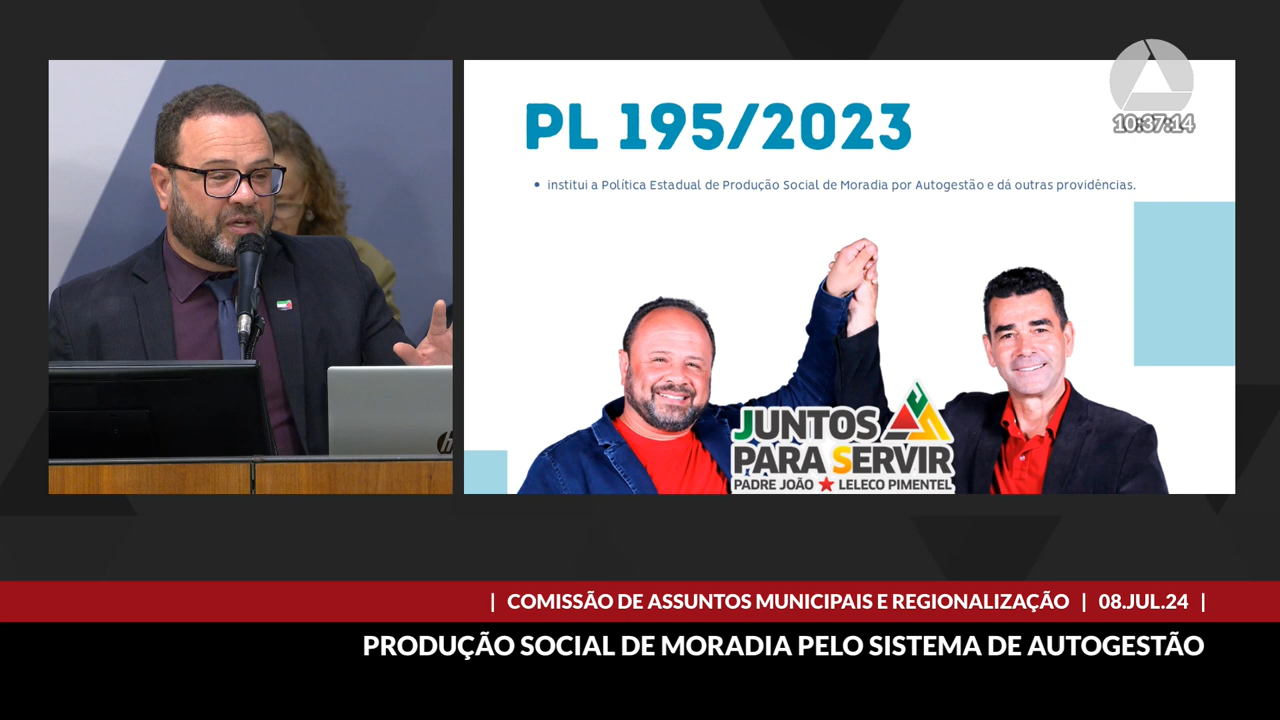 10:37:14
PL 195/2023
• institui a Política Estadual de Produção Social de Moradia por Autogestão e dá outras providências.
JUNTOS
PARA SERVIR
PADRE JOÃO ★ LELECO PIMENTEL
hp
| COMISSÃO DE ASSUNTOS MUNICIPAIS E REGIONALIZAÇÃO | 08.JUL.24 |
PRODUÇÃO SOCIAL DE MORADIA PELO SISTEMA DE AUTOGESTÃO